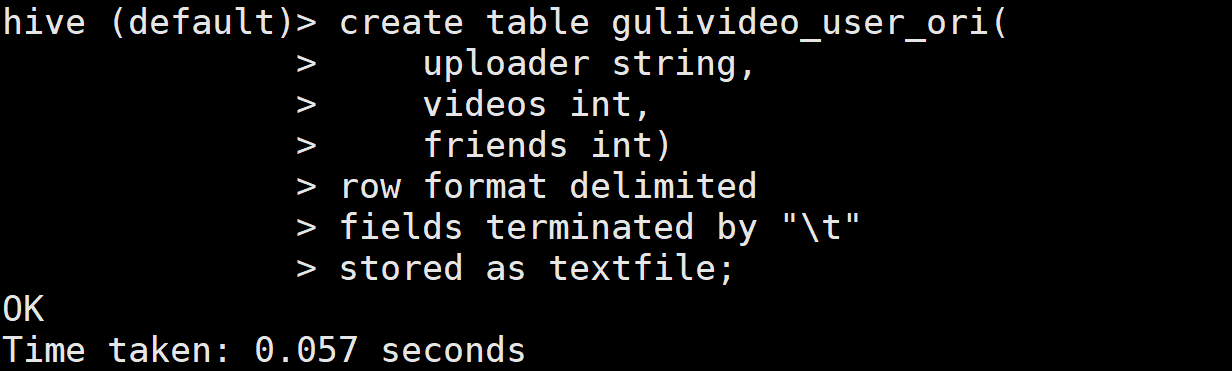 hive (default)> create table gulivideo_user_ori(
              >     uploader string,
              >     videos int,
              >     friends int)
              > row format delimited
              > fields terminated by "\t"
              > stored as textfile;
OK
Time taken: 0.057 seconds